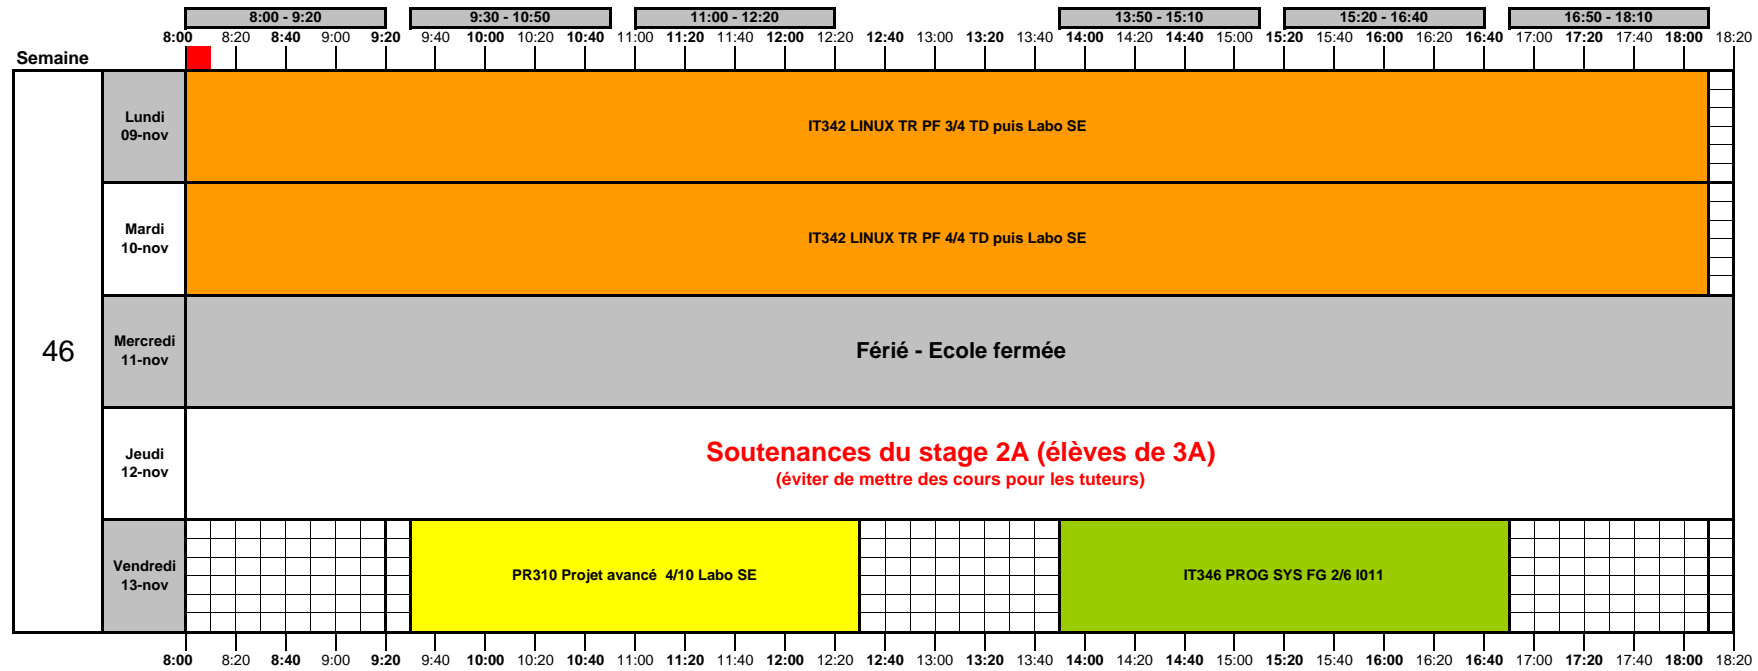 8:00 - 9:20 9:30 - 10:50 11:00 - 12:20 13:50 - 15:10 15:20 - 16:40 16:50 - 18:10
8:00 8:20 8:40 9:00 9:20 9:40 10:00 10:20 10:40 11:00 11:20 11:40 12:00 12:20 12:40 13:00 13:20 13:40 14:00 14:20 14:40 15:00 15:20 15:40 16:00 16:20 16:40 17:00 17:20 17:40 18:00 18:20
Semaine
46
Lundi
09-nov
IT342 LINUX TR PF 3/4 TD puis Labo SE
Mardi
10-nov
IT342 LINUX TR PF 4/4 TD puis Labo SE
Mercredi
11-nov
Férié - Ecole fermée
Jeudi
12-nov
Soutenances du stage 2A (élèves de 3A)
(éviter de mettre des cours pour les tuteurs)
Vendredi
13-nov
PR310 Projet avancé 4/10 Labo SE
IT346 PROG SYS FG 2/6 I011
8:00 8:20 8:40 9:00 9:20 9:40 10:00 10:20 10:40 11:00 11:20 11:40 12:00 12:20 12:40 13:00 13:20 13:40 14:00 14:20 14:40 15:00 15:20 15:40 16:00 16:20 16:40 17:00 17:20 17:40 18:00 18:20